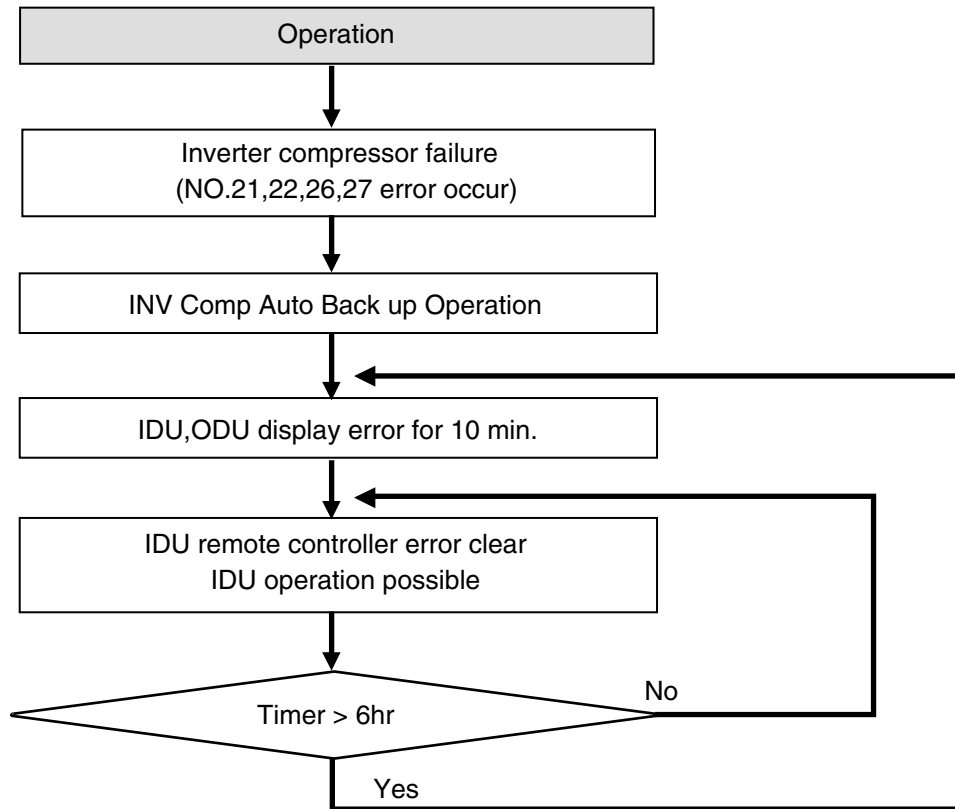 Operation
Inverter compressor failure
(NO.21,22,26,27 error occur)
INV Comp Auto Back up Operation
IDU,ODU display error for 10 min.
IDU remote controller error clear
IDU operation possible
Timer > 6hr
No
Yes